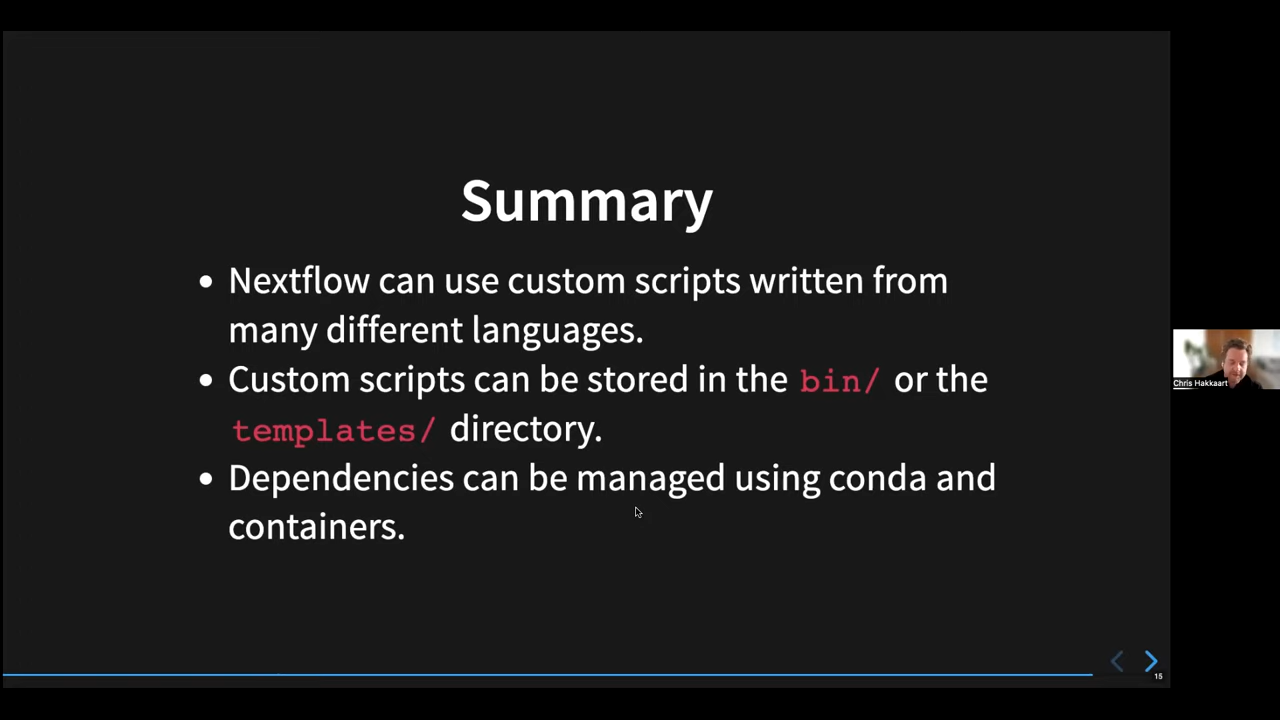 Summary
• Nextflow can use custom scripts written from
many different languages.
• Custom scripts can be stored in the bin/ or the
templates/ directory.
• Dependencies can be managed using conda and
containers.
Chris Hakkaart
15